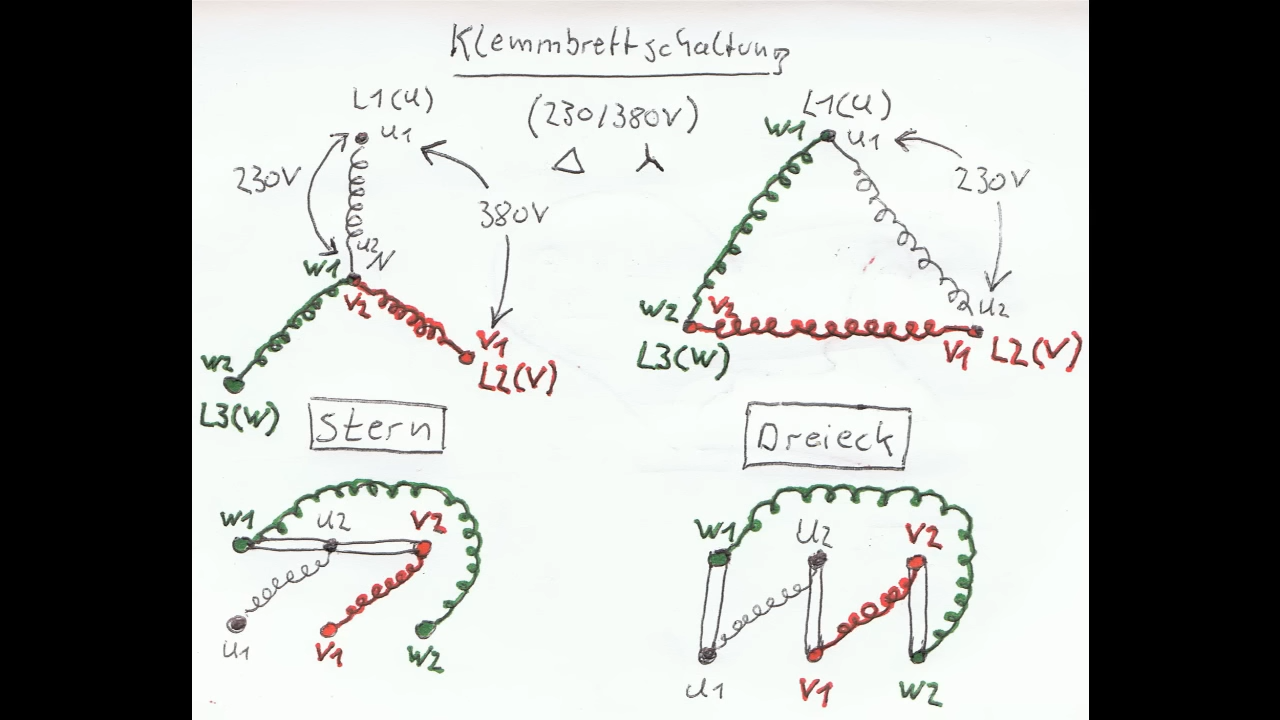 Klemmbrettschaltung
(230/380V)
△ ⅄
L1(U)
U1
230V
380V
U2
N
W1
V2
W2
L3(W)
V1
L2(V)
Stern
L1(U)
W1
U1
230V
W2
V2
U2
L3(W)
V1
L2(V)
Dreieck
W1
U2
V2
U1
V1
W2
W1
U2
V2
U1
V1
W2